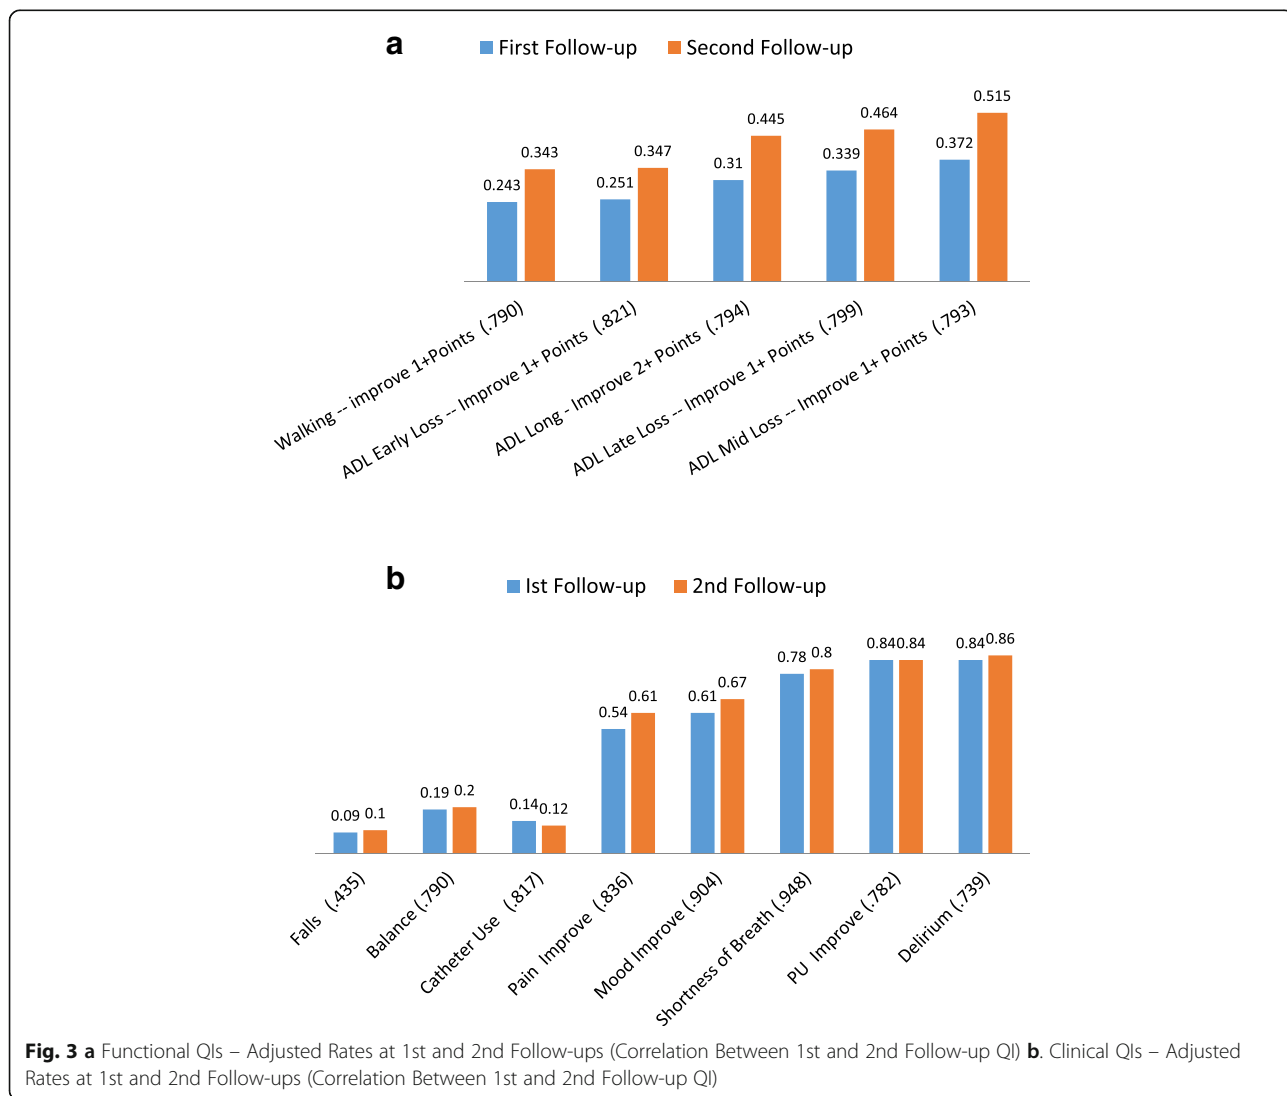 a
First Follow-up Second Follow-up
0.243 0.343 0.251 0.347 0.31 0.445 0.339 0.464 0.372 0.515
Walking -- improve 1+Points (.790)
ADL Early Loss -- Improve 1+ Points (.821)
ADL Long - Improve 2+ Points (.794)
ADL Late Loss -- Improve 1+ Points (.799)
ADL Mid Loss -- Improve 1+ Points (.793)
b
Ist Follow-up 2nd Follow-up
0.09 0.1 0.19 0.2 0.14 0.12 0.54 0.61 0.61 0.67 0.78 0.8 0.84 0.84 0.84 0.86
Falls (.435)
Balance (.790)
Catheter Use (.817)
Pain Improve (.836)
Mood Improve (.904)
Shortness of Breath (.948)
PU Improve (.782)
Delirium (.739)
Fig. 3 a Functional QIs – Adjusted Rates at 1st and 2nd Follow-ups (Correlation Between 1st and 2nd Follow-up QI) b. Clinical QIs – Adjusted
Rates at 1st and 2nd Follow-ups (Correlation Between 1st and 2nd Follow-up QI)